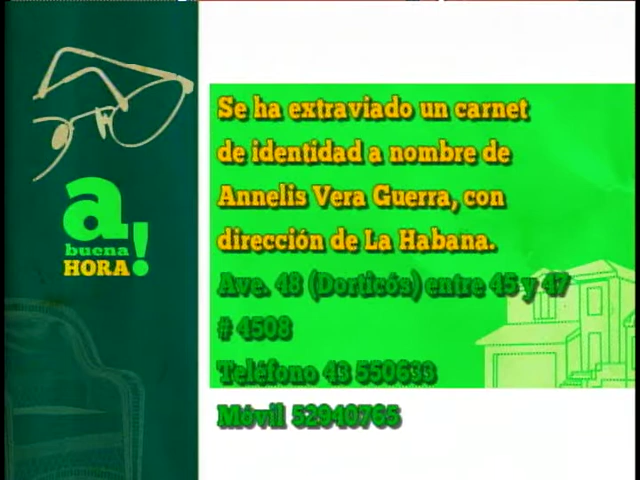 a!
buena
HORA
Se ha extraviado un carnet
de identidad a nombre de
Annelis Vera Guerra, con
dirección de La Habana.
Ave. 48 (Dorticós) entre 45 y 47
# 4508
Teléfono 43 550633
Móvil 52940765